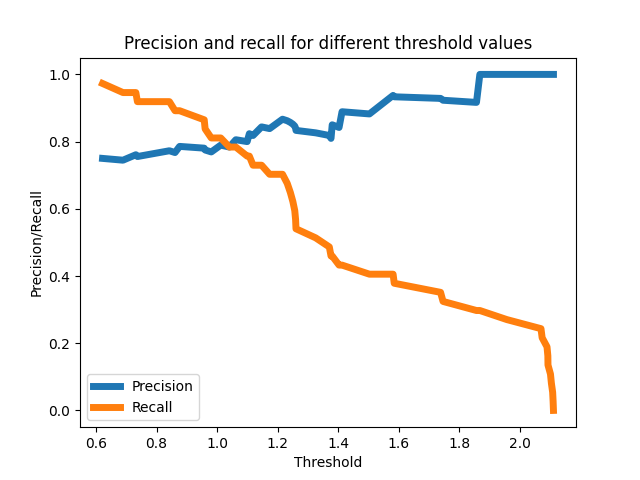 Precision and recall for different threshold values
1.0
0.8
0.6
0.4
0.2
0.0
Precision/Recall
Precision
Recall
0.6 0.8 1.0 1.2 1.4 1.6 1.8 2.0
Threshold